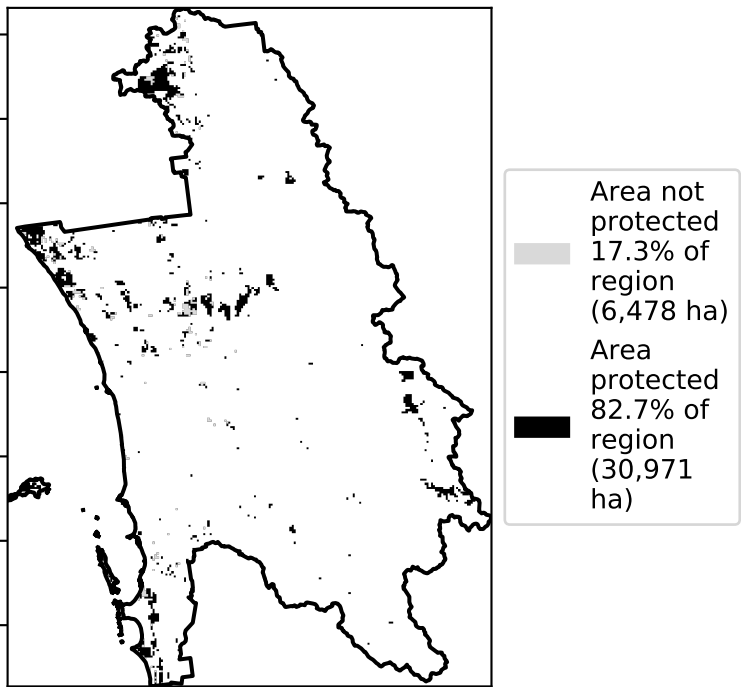 Area not
protected
17.3% of
region
(6,478 ha)
Area
protected
82.7% of
region
(30,971
ha)